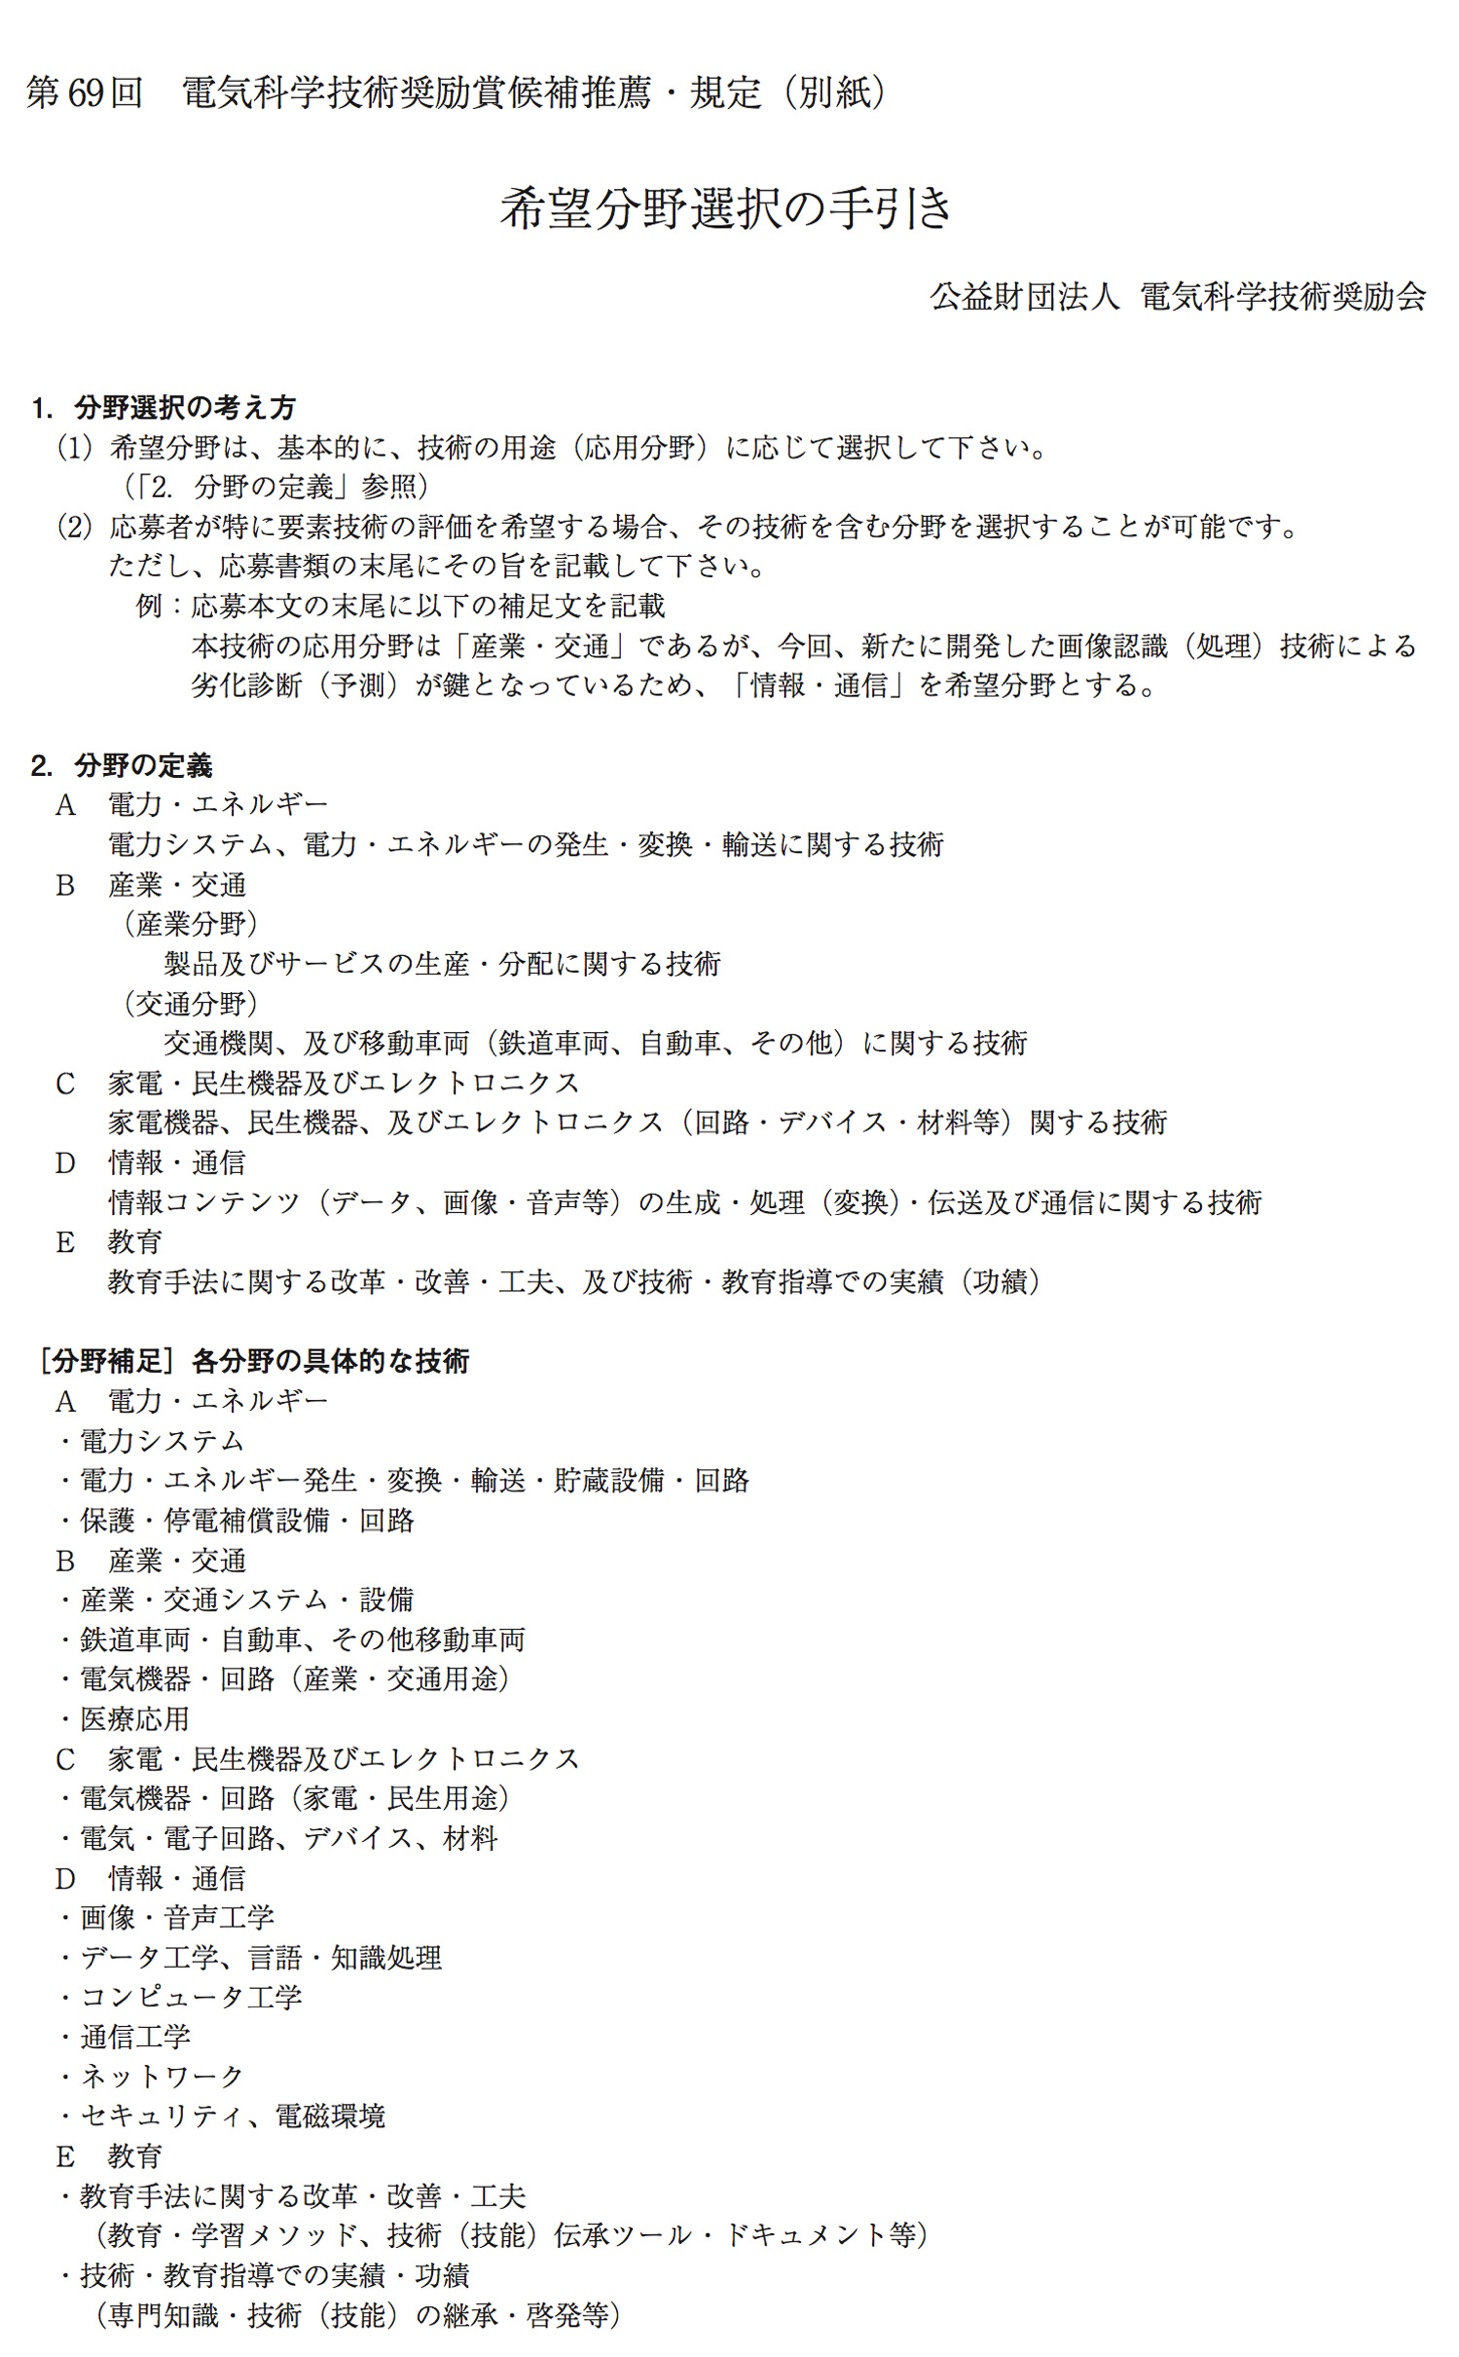 第69回　電気科学技術奨励賞候補推薦・規定（別紙）
希望分野選択の手引き
公益財団法人 電気科学技術奨励会
1．分野選択の考え方
（1）希望分野は、基本的に、技術の用途（応用分野）に応じて選択して下さい。
（「2．分野の定義」参照）
（2）応募者が特に要素技術の評価を希望する場合、その技術を含む分野を選択することが可能です。
ただし、応募書類の末尾にその旨を記載して下さい。
例：応募本文の末尾に以下の補足文を記載
本技術の応用分野は「産業・交通」であるが、今回、新たに開発した画像認識（処理）技術による
劣化診断（予測）が鍵となっているため、「情報・通信」を希望分野とする。
2．分野の定義
A　電力・エネルギー
電力システム、電力・エネルギーの発生・変換・輸送に関する技術
B　産業・交通
（産業分野）
製品及びサービスの生産・分配に関する技術
（交通分野）
交通機関、及び移動車両（鉄道車両、自動車、その他）に関する技術
C　家電・民生機器及びエレクトロニクス
家電機器、民生機器、及びエレクトロニクス（回路・デバイス・材料等）関する技術
D　情報・通信
情報コンテンツ（データ、画像・音声等）の生成・処理（変換）・伝送及び通信に関する技術
E　教育
教育手法に関する改革・改善・工夫、及び技術・教育指導での実績（功績）
［分野補足］各分野の具体的な技術
A　電力・エネルギー
・電力システム
・電力・エネルギー発生・変換・輸送・貯蔵設備・回路
・保護・停電補償設備・回路
B　産業・交通
・産業・交通システム・設備
・鉄道車両・自動車、その他移動車両
・電気機器・回路（産業・交通用途）
・医療応用
C　家電・民生機器及びエレクトロニクス
・電気機器・回路（家電・民生用途）
・電気・電子回路、デバイス、材料
D　情報・通信
・画像・音声工学
・データ工学、言語・知識処理
・コンピュータ工学
・通信工学
・ネットワーク
・セキュリティ、電磁環境
E　教育
・教育手法に関する改革・改善・工夫
（教育・学習メソッド、技術（技能）伝承ツール・ドキュメント等）
・技術・教育指導での実績・功績
（専門知識・技術（技能）の継承・啓発等）